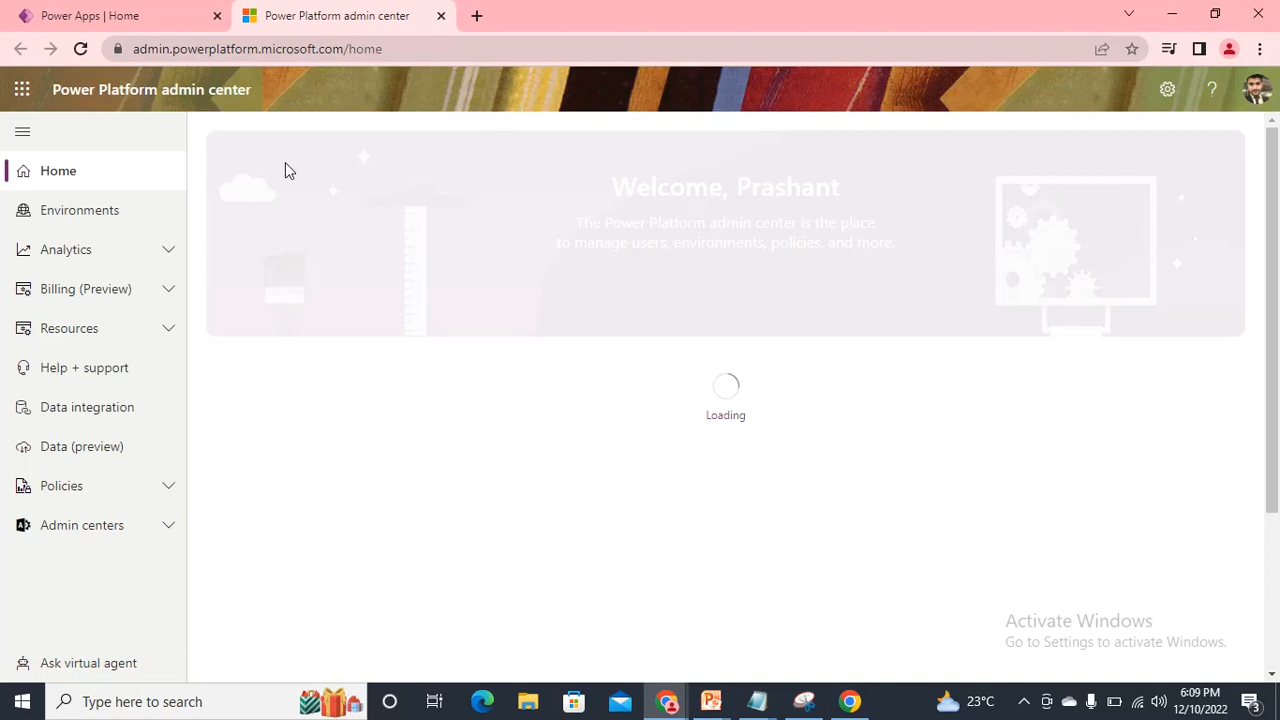 Power Apps | Home
Power Platform admin center
admin.powerplatform.microsoft.com/home
Power Platform admin center
Home
Environments
Analytics
Billing (Preview)
Resources
Help + support
Data integration
Data (preview)
Policies
Admin centers
Ask virtual agent
Welcome, Prashant
The Power Platform admin center is the place
to manage users, environments, policies, and more.
Loading
Activate Windows
Go to Settings to activate Windows.
Type here to search
23°C
6:09 PM
12/10/2022
3